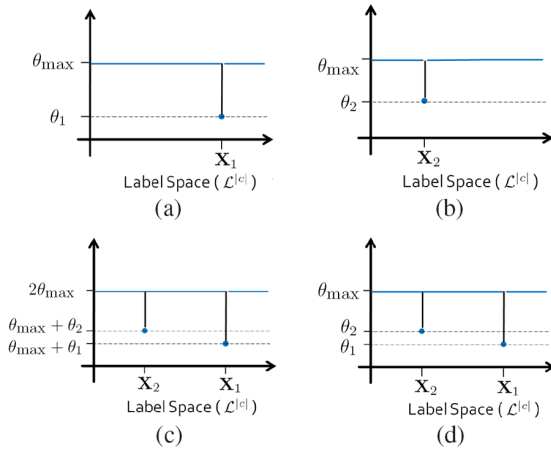 θmax
θ1
X1
Label Space ( ℒ|c| )
(a)
θmax
θ2
X2
Label Space ( ℒ|c| )
(b)
2θmax
θmax + θ2
θmax + θ1
X2 X1
Label Space ( ℒ|c| )
(c)
θmax
θ2
θ1
X2 X1
Label Space ( ℒ|c| )
(d)